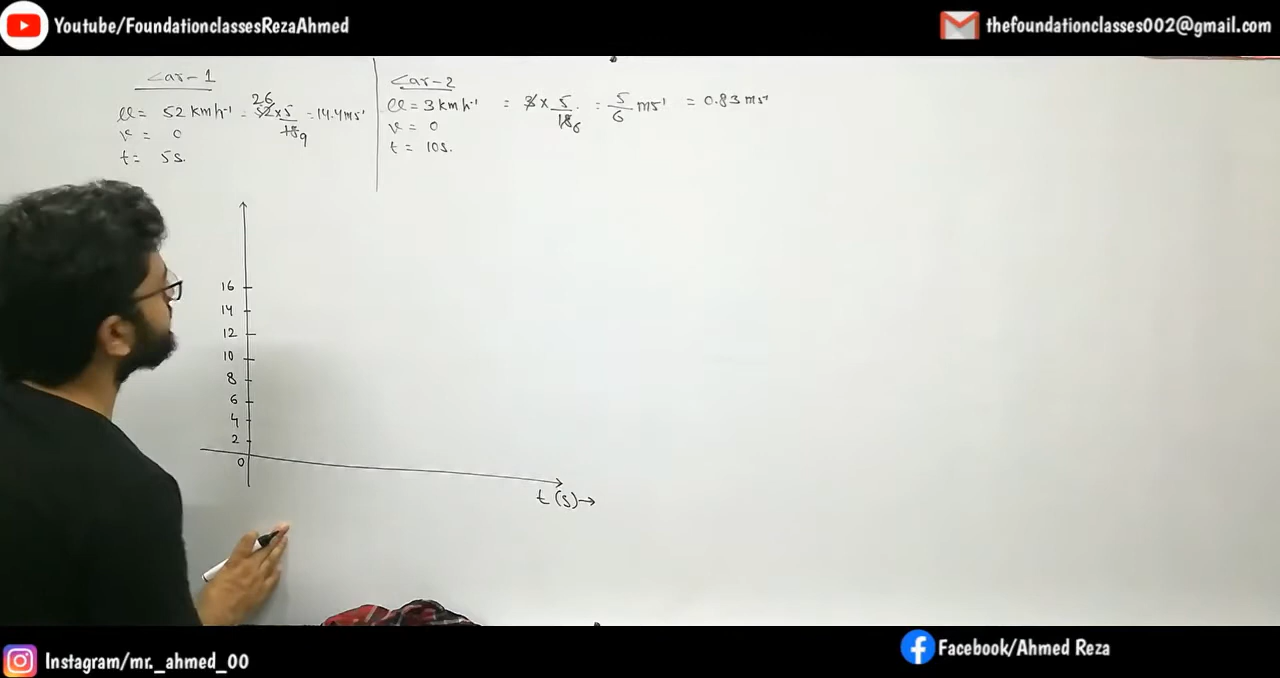 Youtube/FoundationclassesRezaAhmed
thefoundationclasses002@gmail.com
Car-1
u = 52 kmh⁻¹ = 52 26 × 5/18 9 = 14.4 ms⁻¹
v = 0
t = 5s.
Car-2
u = 3 kmh⁻¹ = 3 × 5/18 6 = 5/6 ms⁻¹ = 0.83 ms⁻¹
v = 0
t = 10s.
16
14
12
10
8
6
4
2
0
t (s) →
Instagram/mr._ahmed_00
Facebook/Ahmed Reza